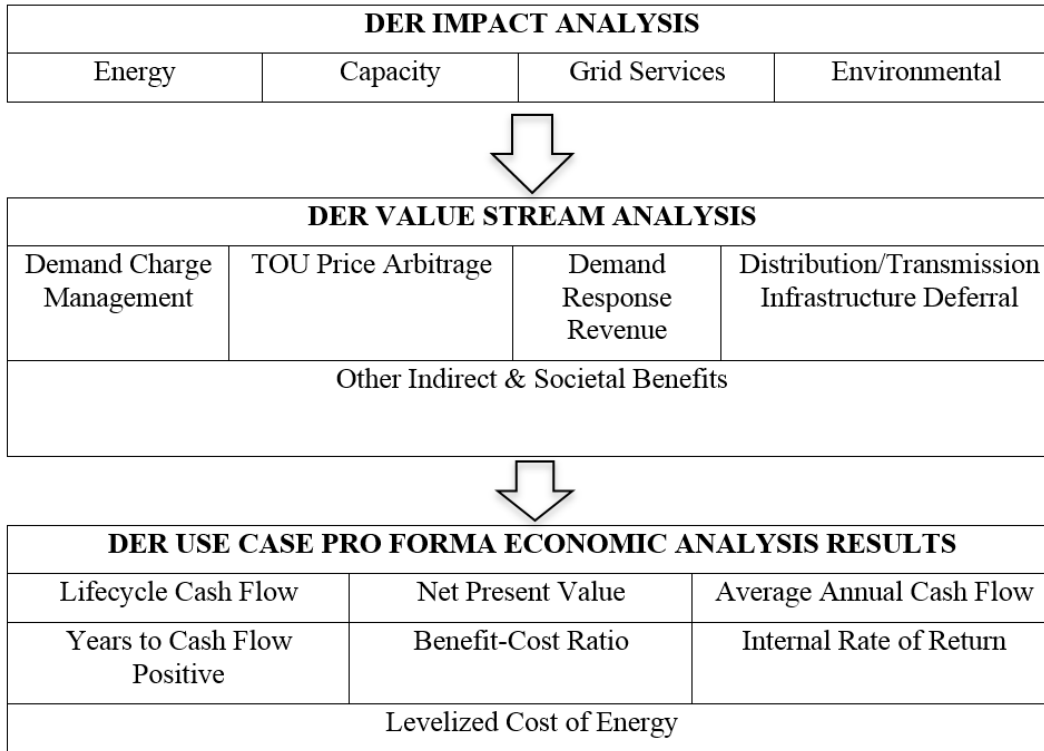 DER IMPACT ANALYSIS
Energy
Capacity
Grid Services
Environmental
DER VALUE STREAM ANALYSIS
Demand Charge
Management
TOU Price Arbitrage
Demand
Response
Revenue
Distribution/Transmission
Infrastructure Deferral
Other Indirect & Societal Benefits
DER USE CASE PRO FORMA ECONOMIC ANALYSIS RESULTS
Lifecycle Cash Flow
Net Present Value
Average Annual Cash Flow
Years to Cash Flow
Positive
Benefit-Cost Ratio
Internal Rate of Return
Levelized Cost of Energy